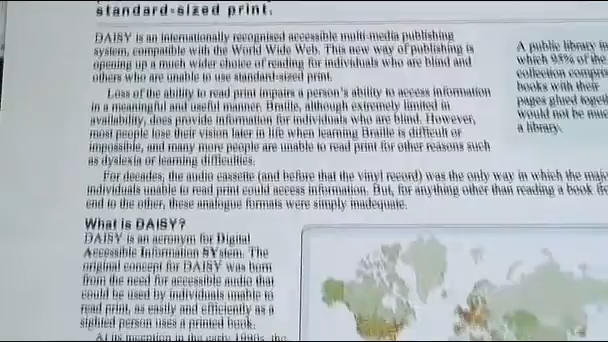 standard-sized print.
DAISY is an internationally recognised accessible multi-media publishing
system, compatible with the World Wide Web. This new way of publishing is
opening up a much wider choice of reading for individuals who are blind and
others who are unable to use standard-sized print.
Loss of the ability to read print impairs a person's ability to access information
in a meaningful and useful manner. Braille, although extremely limited in
availability, does provide information for individuals who are blind. However,
most people lose their vision later in life when learning Braille is difficult or
impossible, and many more people are unable to read print for other reasons such
as dyslexia or learning difficulties.
For decades, the audio cassette (and before that the vinyl record) was the only way in which the
individuals unable to read print could access information. But, for anything other than reading a book
end to the other, these analogue formats were simply inadequate.
What is DAISY?
DAISY is an acronym for Digital
Accessible Information SYstem. The
original concept for DAISY was born
from the need for accessible audio that
could be used by individuals unable to
read print, as easily and efficiently as a
sighted person uses a printed book.
At its inception in the early 1990s, the
A public library in
which 95% of the
collection
books with their
pages glued
would not be
a library.